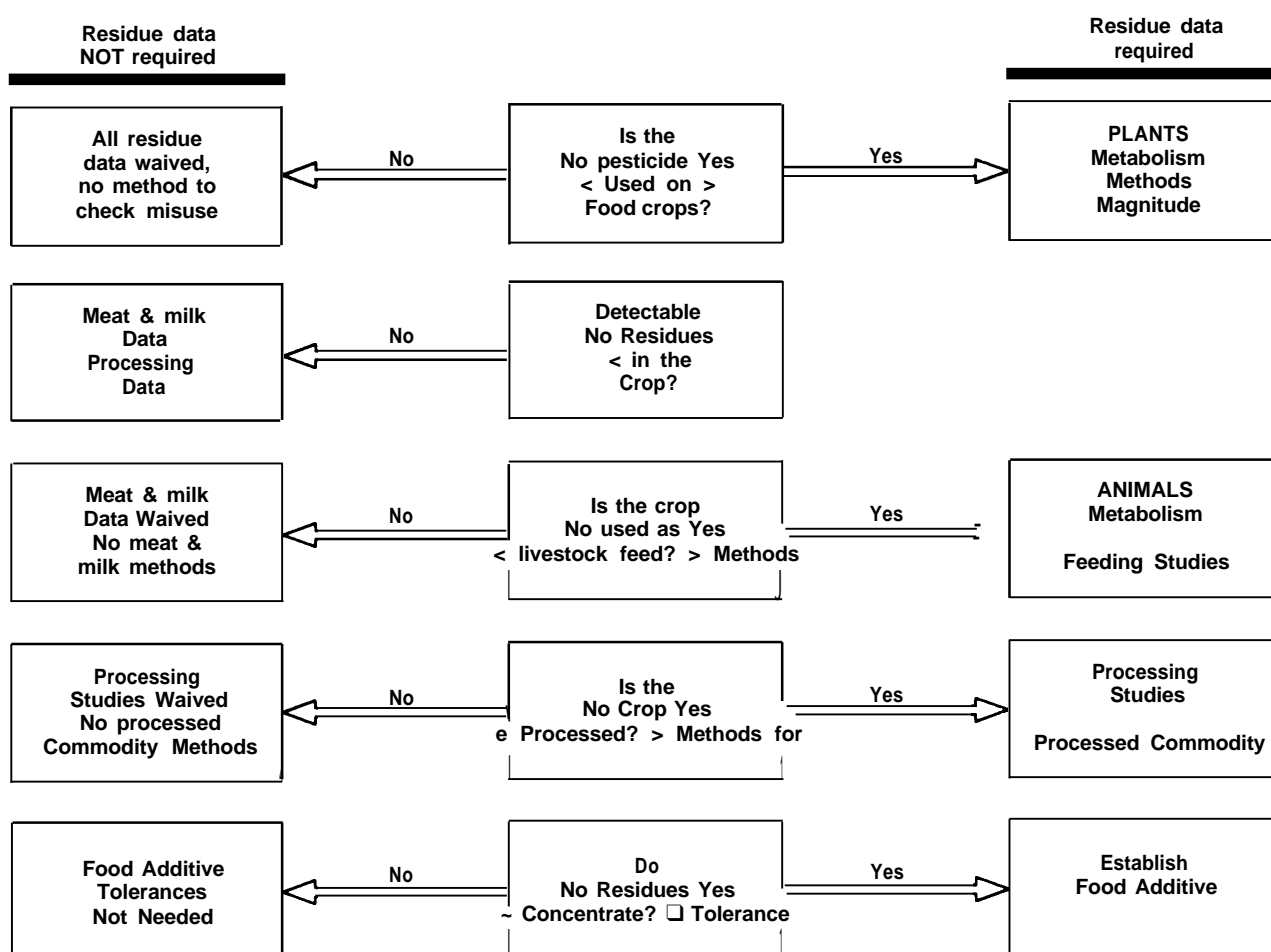 Residue data
NOT required
Residue data
required
All residue
data waived,
no method to
check misuse
No
Is the
No pesticide Yes
< Used on >
Food crops?
Yes
PLANTS
Metabolism
Methods
Magnitude
Meat & milk
Data
Processing
Data
No
Detectable
No Residues
< in the
Crop?
Meat & milk
Data Waived
No meat &
milk methods
No
Is the crop
No used as Yes
< livestock feed? > Methods
Yes
ANIMALS
Metabolism
Feeding Studies
Processing
Studies Waived
No processed
Commodity Methods
No
Is the
No Crop Yes
e Processed? > Methods for
Yes
Processing
Studies
Processed Commodity
Food Additive
Tolerances
Not Needed
No
Do
No Residues Yes
~ Concentrate? ❑ Tolerance
Yes
Establish
Food Additive